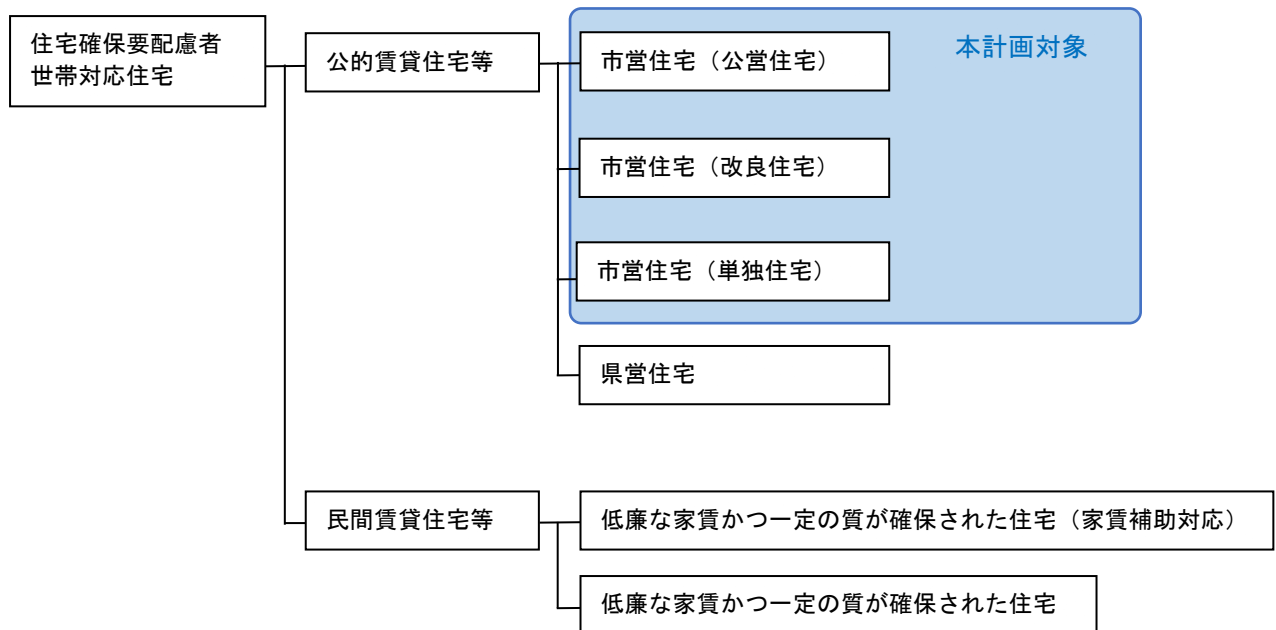 住宅確保要配慮者
世帯対応住宅
公的賃貸住宅等
市営住宅（公営住宅）
本計画対象
市営住宅（改良住宅）
市営住宅（単独住宅）
県営住宅
民間賃貸住宅等
低廉な家賃かつ一定の質が確保された住宅（家賃補助対応）
低廉な家賃かつ一定の質が確保された住宅